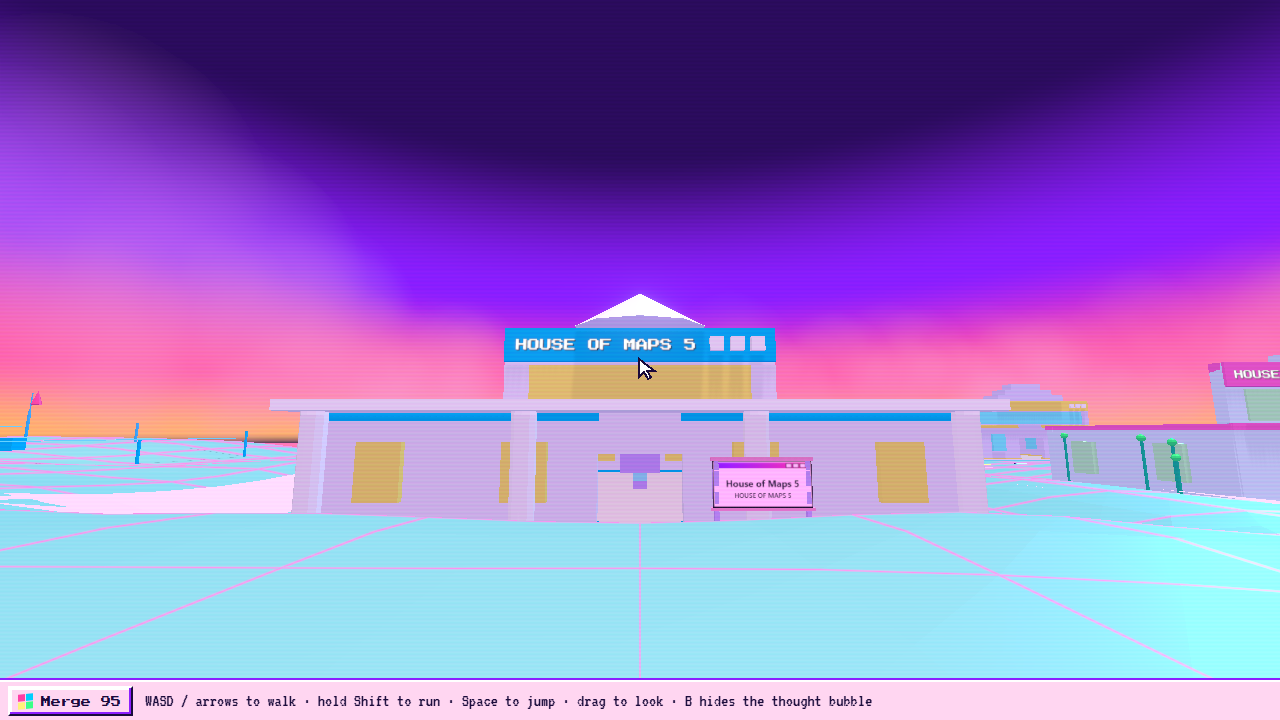 HOUSE OF MAPS 5
HOUSE
House of Maps 5
HOUSE OF MAPS 5
Merge 95
WASD / arrows to walk · hold Shift to run · Space to jump · drag to look · B hides the thought bubble